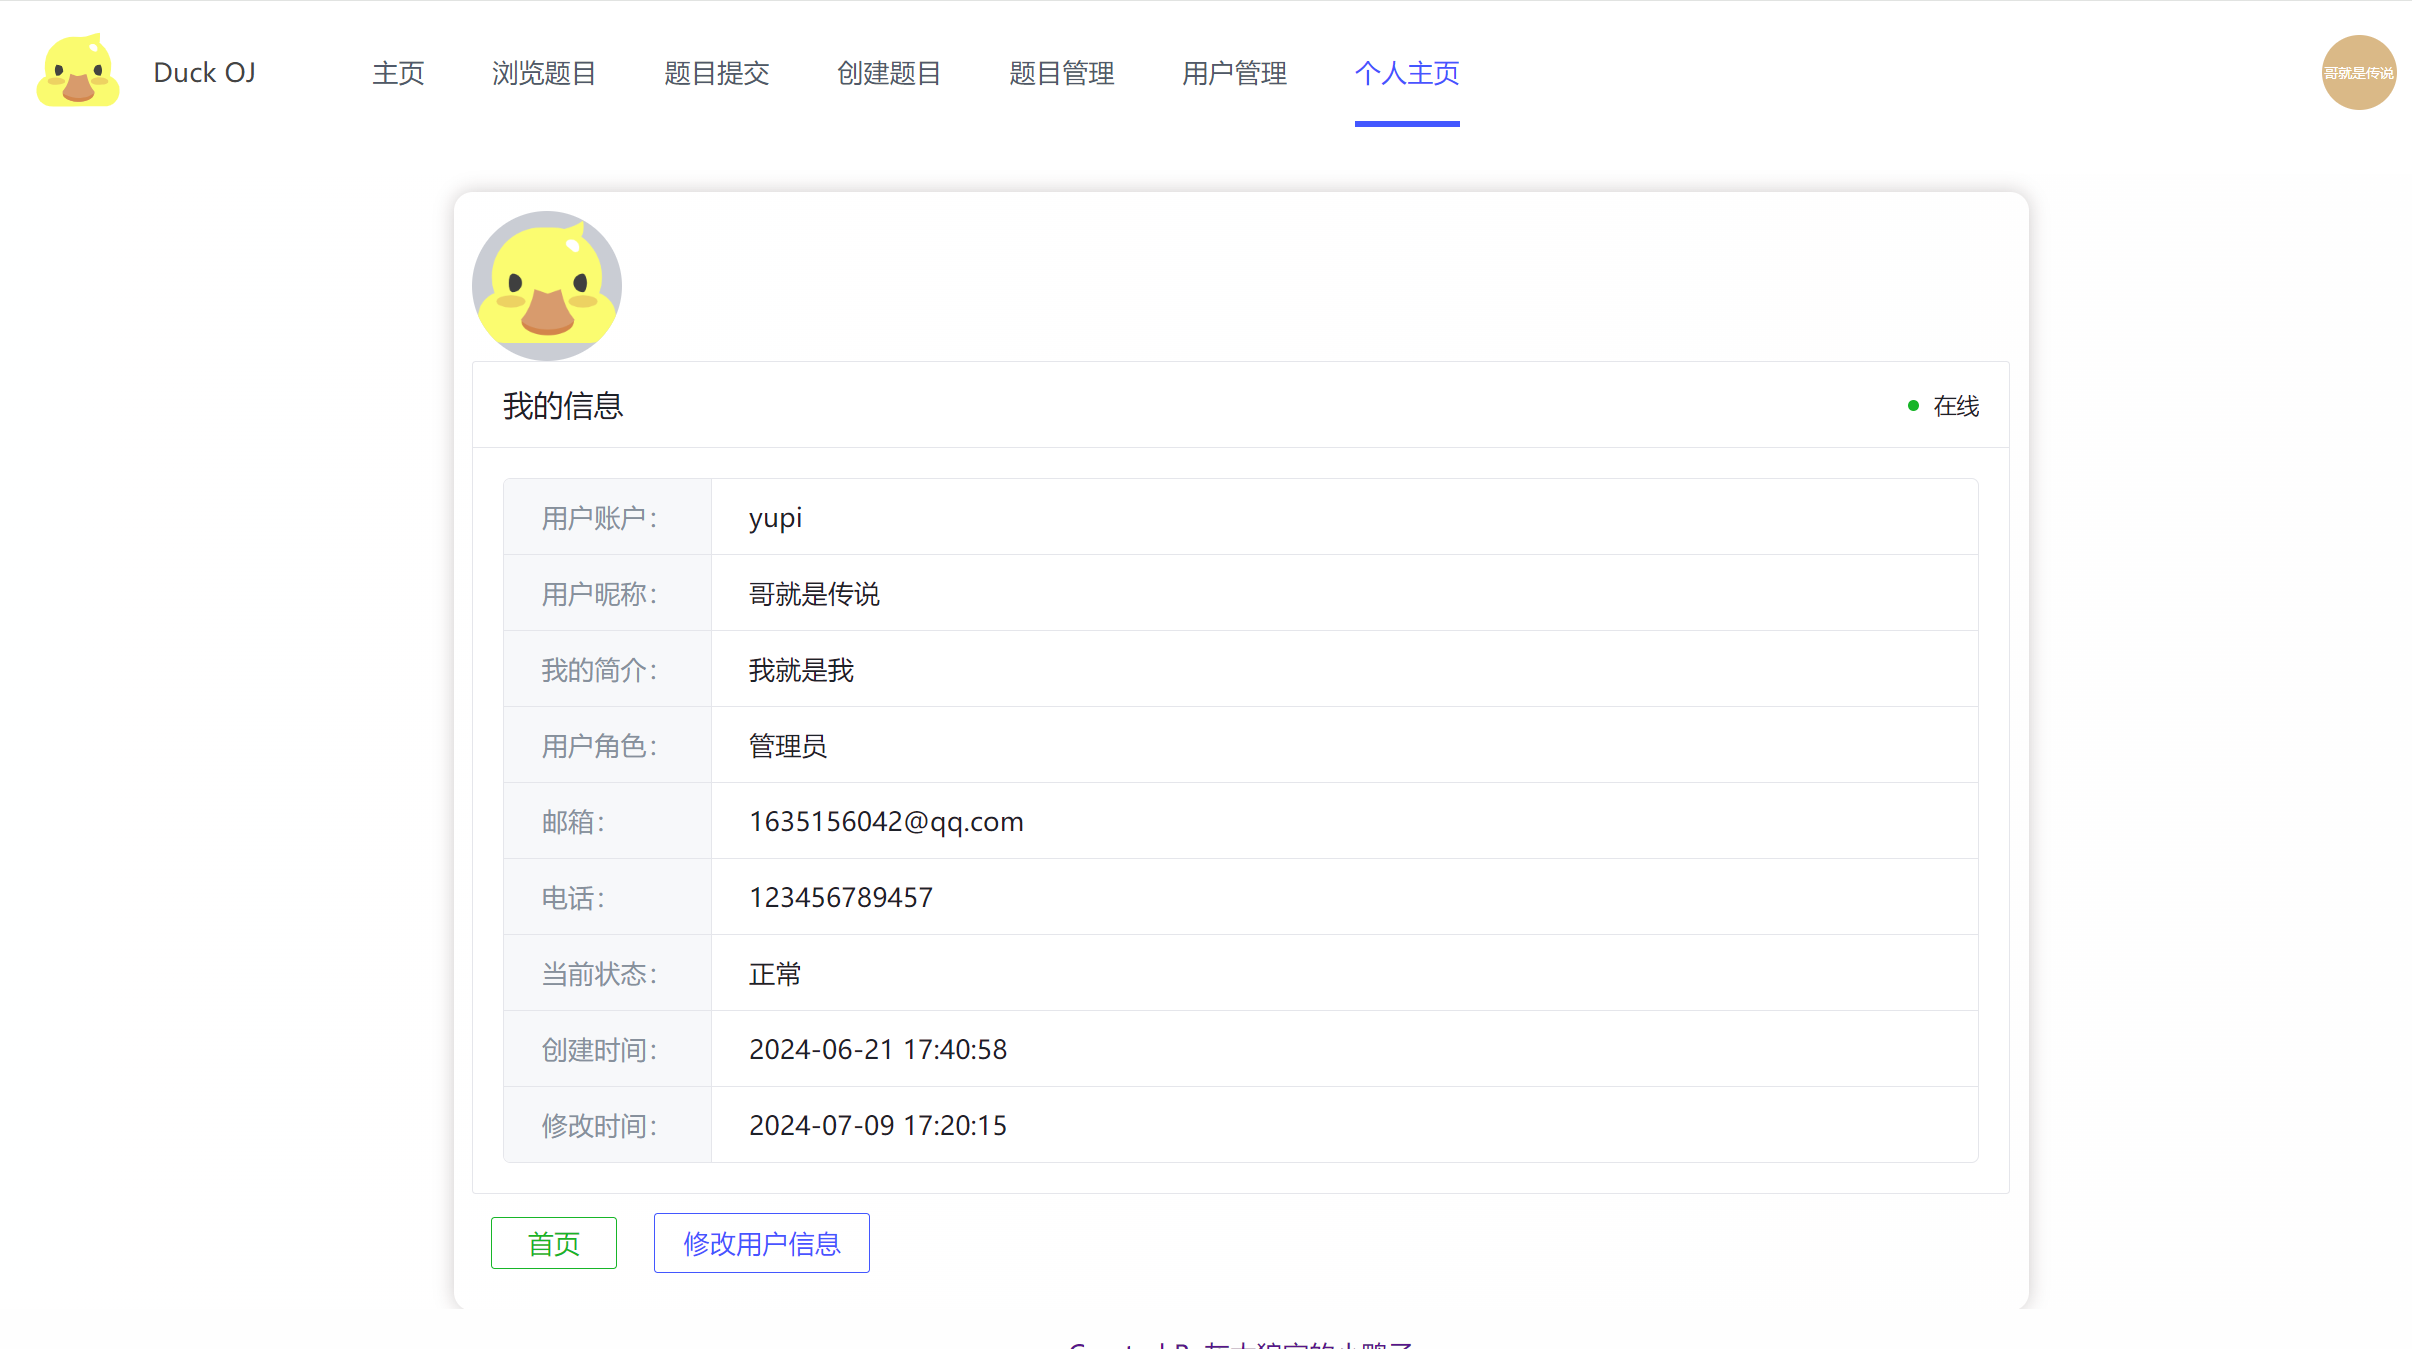 Duck OJ 主页 浏览题目 题目提交 创建题目 题目管理 用户管理 个人主页 哥就是传说
我的信息 在线
用户账户： yupi
用户昵称： 哥就是传说
我的简介： 我就是我
用户角色： 管理员
邮箱： 1635156042@qq.com
电话： 123456789457
当前状态： 正常
创建时间： 2024-06-21 17:40:58
修改时间： 2024-07-09 17:20:15
首页 修改用户信息